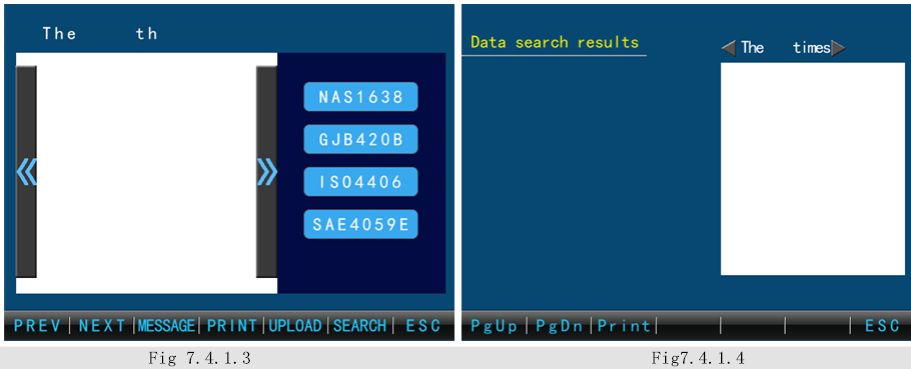 The th
NAS1638
GJB420B
ISO4406
SAE4059E
PREV NEXT MESSAGE PRINT UPLOAD SEARCH ESC
Fig 7.4.1.3
Data search results
The times
PgUp PgDn Print ESC
Fig7.4.1.4